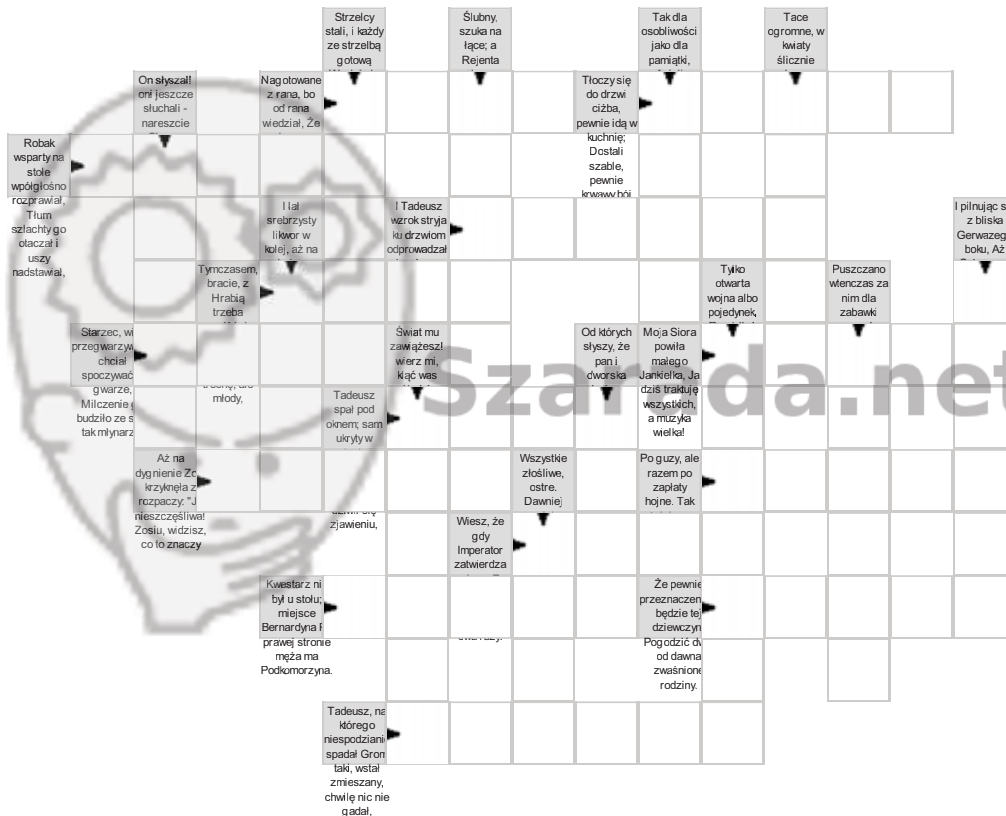 Strzelcy
stali, i każdy
ze strzelbą
gotową
Ślubny,
szuka na
łące; a
Rejenta
Tak dla
osobliwości
jako dla
pamiątki,
Tace
ogromne, w
kwiaty
ślicznie
On słyszał!
oni jeszcze
słuchali -
nareszcie
Nagotowane
z rana, bo
od rana
wiedział, Że
Tłoczy się
do drzwi
ciżba,
pewnie idą w
kuchnię;
Dostali
szable,
pewnie
krwawy bój
Robak
wsparty na
stole
wpółgłośno
rozprawiał,
Tłum
szlachty go
otaczał i
uszy
nadstawiał,
I lał
srebrzysty
likwor w
kolej, aż na
I Tadeusz
wzrok stryja
ku drzwiom
odprowadzał
I pilnując s
z bliska
Gerwazeg
boku, Aż
Tymczasem,
bracie, z
Hrabią
trzeba
Tylko
otwarta
wojna albo
pojedynek,
Puszczano
wtenczas za
nim dla
zabawki
Starzec, wi
przegwarzyw
chciał
spoczywać
gwarze,
Milczenie
budziło ze s
tak młynarz
młody,
Świat mu
zawiążesz!
wierz mi,
kląć was
Od których
słyszy, że
pan i
dworska
Moja Siora
powiła
małego
Jankielka, Ja
dziś traktuję
wszystkich,
a muzyka
wielka!
Szarada.net
Tadeusz
spał pod
oknem; sam
ukryty w
zjawieniu,
Aż na
dygnienie Zo
krzyknęła z
rozpaczy: "J
nieszczęśliwa!
Zosiu, widzisz,
co to znaczy
Wszystkie
złośliwe,
ostre.
Dawniej
Po guzy, ale
razem po
zapłaty
hojne. Tak
Wiesz, że
gdy
Imperator
zatwierdza
Kwestarz ni
był u stołu;
miejsce
Bernardyna
prawej stronie
męża ma
Podkomorzyna.
Że pewnie
przeznaczen
będzie tej
dziewczyn
Pogodzić dw
od dawna
zwaśnione
rodziny.
Tadeusz, na
którego
niespodziani
spadał Grom
taki, wstał
zmieszany,
chwilę nic nie
gadał,